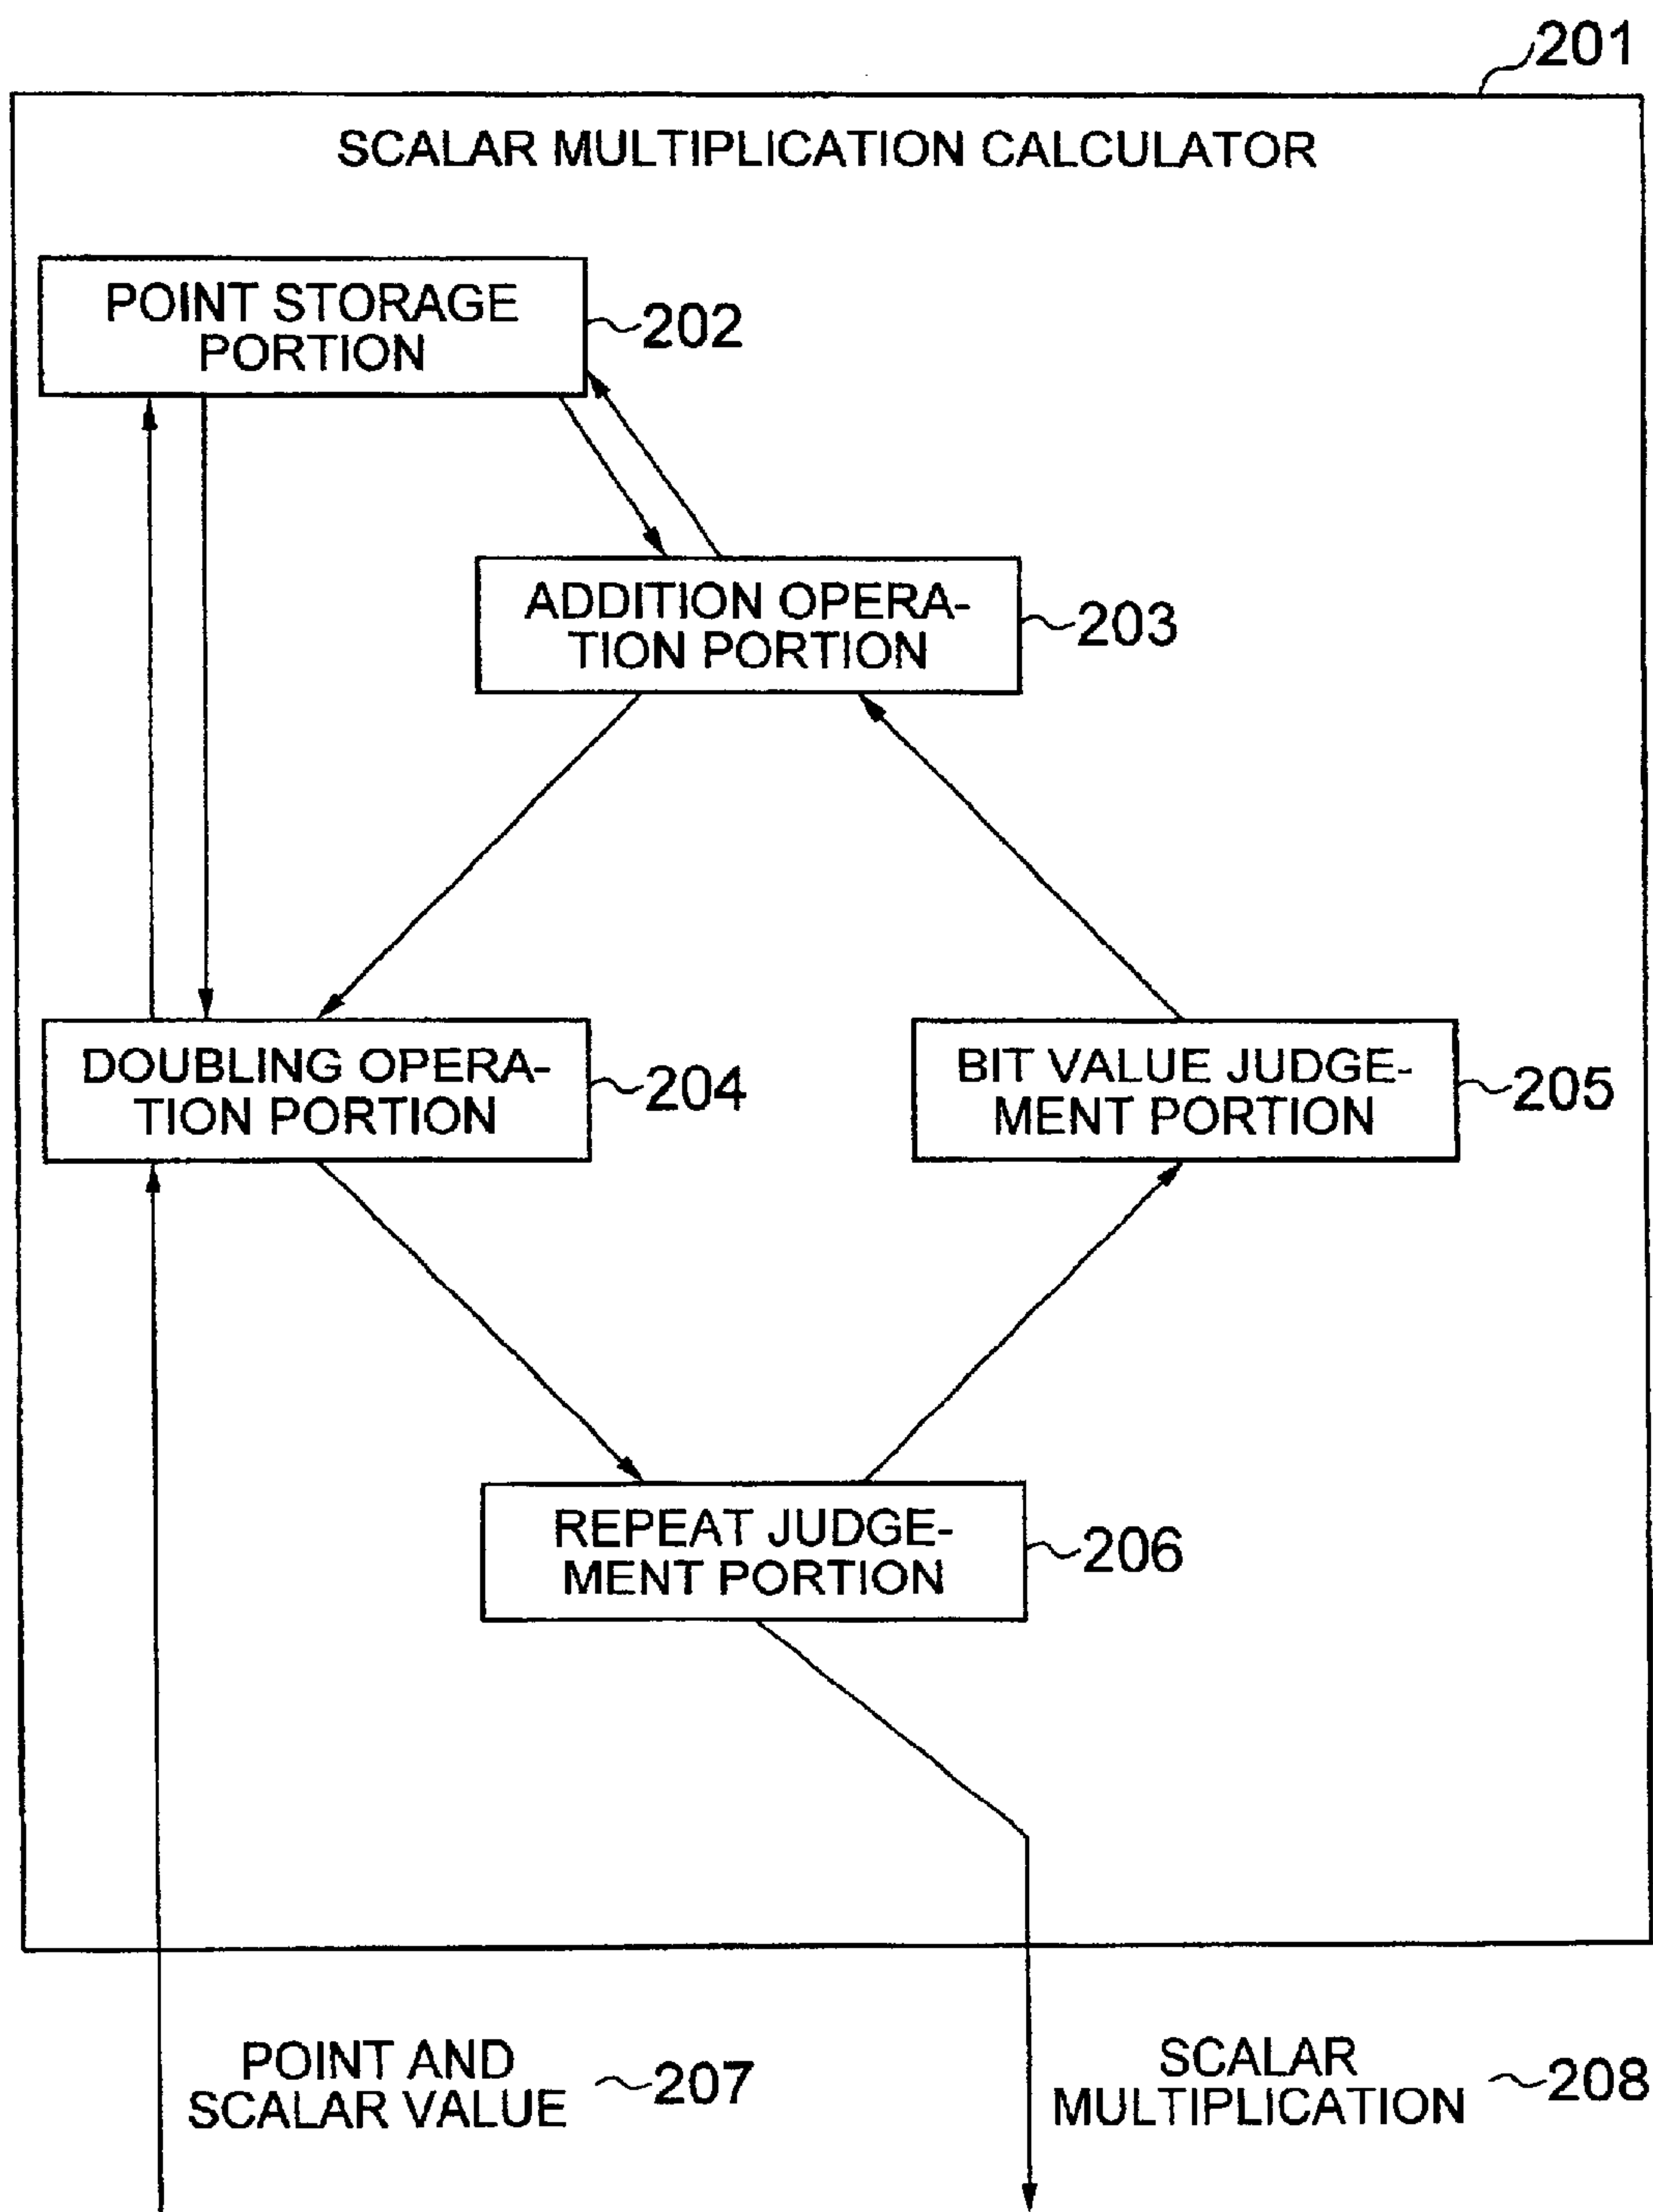 201
SCALAR MULTIPLICATION CALCULATOR
POINT STORAGE
PORTION
202
ADDITION OPERA-
TION PORTION
203
DOUBLING OPERA-
TION PORTION
204
BIT VALUE JUDGE-
MENT PORTION
205
REPEAT JUDGE-
MENT PORTION
206
POINT AND
SCALAR VALUE
207
SCALAR
MULTIPLICATION
208